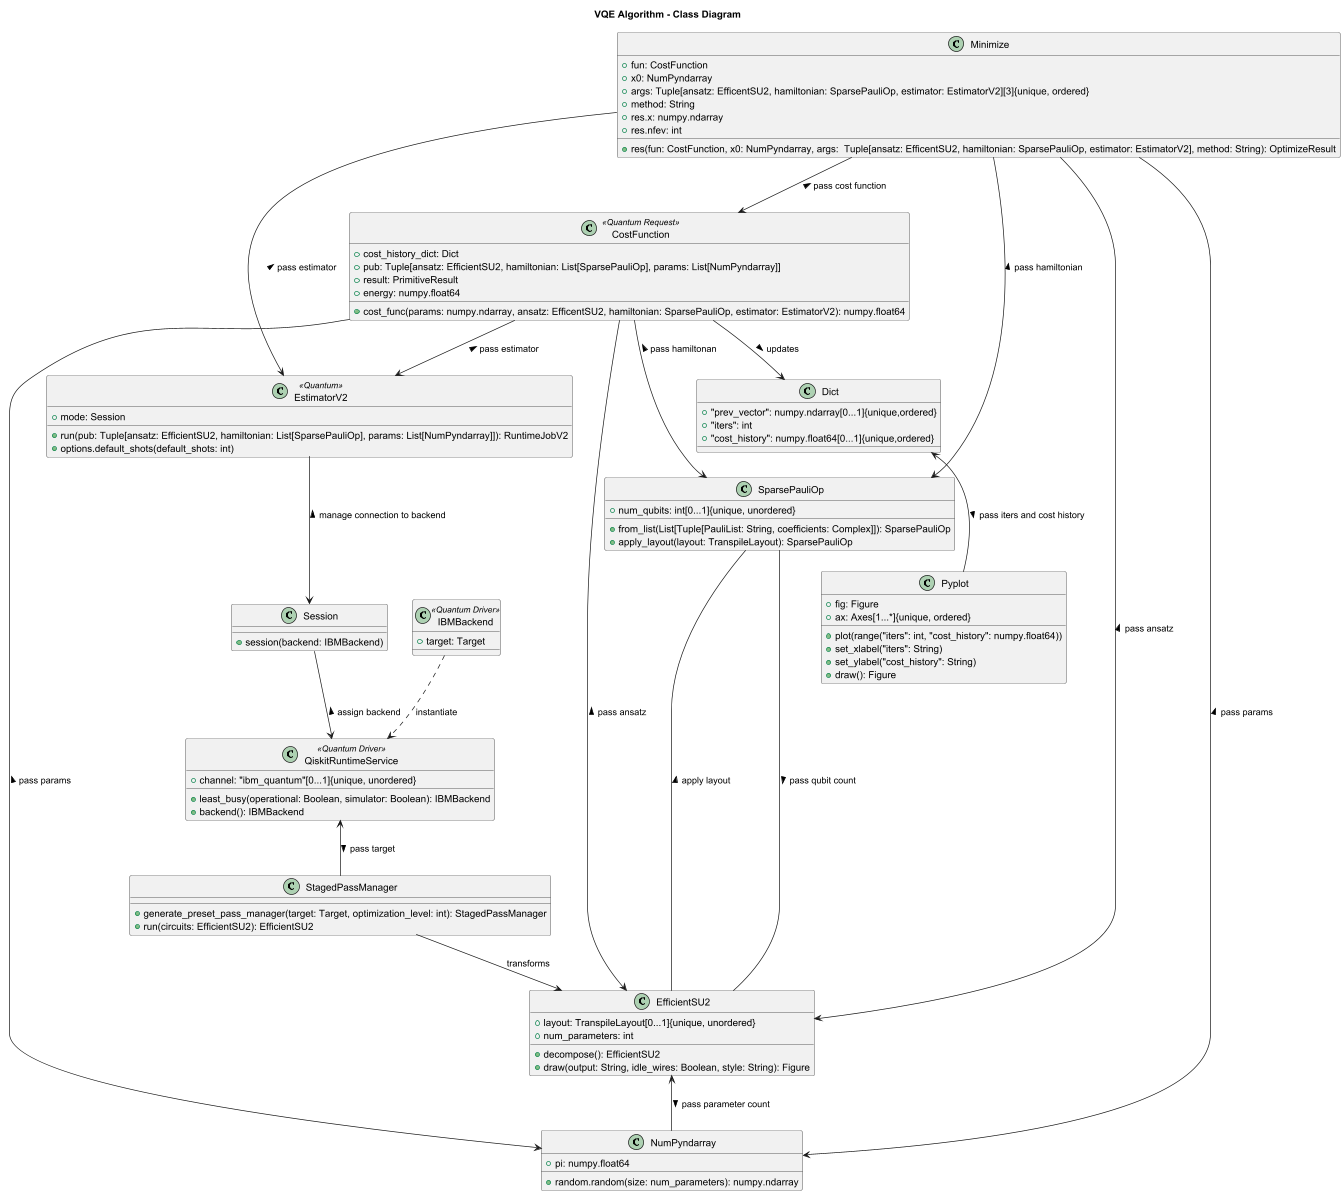 VQE Algorithm - Class Diagram
C Minimize
fun: CostFunction
x0: NumPyndarray
args: Tuple[ansatz: EfficentSU2, hamiltonian: SparsePauliOp, estimator: EstimatorV2][3]{unique, ordered}
method: String
res.x: numpy.ndarray
res.nfev: int
res(fun: CostFunction, x0: NumPyndarray, args:  Tuple[ansatz: EfficentSU2, hamiltonian: SparsePauliOp, estimator: EstimatorV2], method: String): OptimizeResult
pass cost function
«Quantum Request»
C CostFunction
cost_history_dict: Dict
pub: Tuple[ansatz: EfficientSU2, hamiltonian: List[SparsePauliOp], params: List[NumPyndarray]]
result: PrimitiveResult
energy: numpy.float64
cost_func(params: numpy.ndarray, ansatz: EfficentSU2, hamiltonian: SparsePauliOp, estimator: EstimatorV2): numpy.float64
pass estimator
pass hamiltonian
pass estimator
pass hamiltonan
updates
«Quantum»
C EstimatorV2
mode: Session
run(pub: Tuple[ansatz: EfficientSU2, hamiltonian: List[SparsePauliOp], params: List[NumPyndarray]]): RuntimeJobV2
options.default_shots(default_shots: int)
C Dict
"prev_vector": numpy.ndarray[0...1]{unique,ordered}
"iters": int
"cost_history": numpy.float64[0...1]{unique,ordered}
C SparsePauliOp
num_qubits: int[0...1]{unique, unordered}
from_list(List[Tuple[PauliList: String, coefficients: Complex]]): SparsePauliOp
apply_layout(layout: TranspileLayout): SparsePauliOp
manage connection to backend
pass iters and cost history
C Pyplot
fig: Figure
ax: Axes[1...*]{unique, ordered}
plot(range("iters": int, "cost_history": numpy.float64))
set_xlabel("iters": String)
set_ylabel("cost_history": String)
draw(): Figure
C Session
session(backend: IBMBackend)
«Quantum Driver»
C IBMBackend
target: Target
pass ansatz
assign backend
instantiate
pass ansatz
pass params
«Quantum Driver»
C QiskitRuntimeService
channel: "ibm_quantum"[0...1]{unique, unordered}
least_busy(operational: Boolean, simulator: Boolean): IBMBackend
backend(): IBMBackend
pass params
apply layout
pass qubit count
pass target
C StagedPassManager
generate_preset_pass_manager(target: Target, optimization_level: int): StagedPassManager
run(circuits: EfficientSU2): EfficientSU2
transforms
C EfficientSU2
layout: TranspileLayout[0...1]{unique, unordered}
num_parameters: int
decompose(): EfficientSU2
draw(output: String, idle_wires: Boolean, style: String): Figure
pass parameter count
C NumPyndarray
pi: numpy.float64
random.random(size: num_parameters): numpy.ndarray